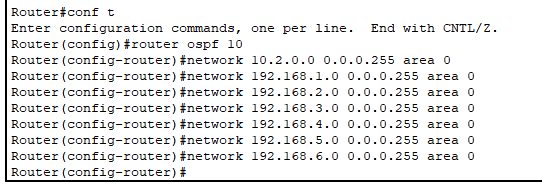 Router#conf t
Enter configuration commands, one per line.  End with CNTL/Z.
Router(config)#router ospf 10
Router(config-router)#network 10.2.0.0 0.0.0.255 area 0
Router(config-router)#network 192.168.1.0 0.0.0.255 area 0
Router(config-router)#network 192.168.2.0 0.0.0.255 area 0
Router(config-router)#network 192.168.3.0 0.0.0.255 area 0
Router(config-router)#network 192.168.4.0 0.0.0.255 area 0
Router(config-router)#network 192.168.5.0 0.0.0.255 area 0
Router(config-router)#network 192.168.6.0 0.0.0.255 area 0
Router(config-router)#